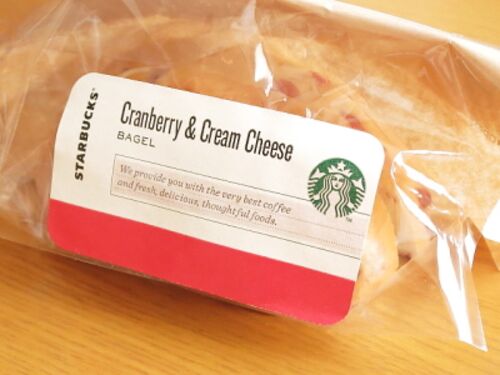 STARBUCKS
Cranberry & Cream Cheese
BAGEL
We provide you with the very best coffee
and fresh, delicious, thoughtful foods.